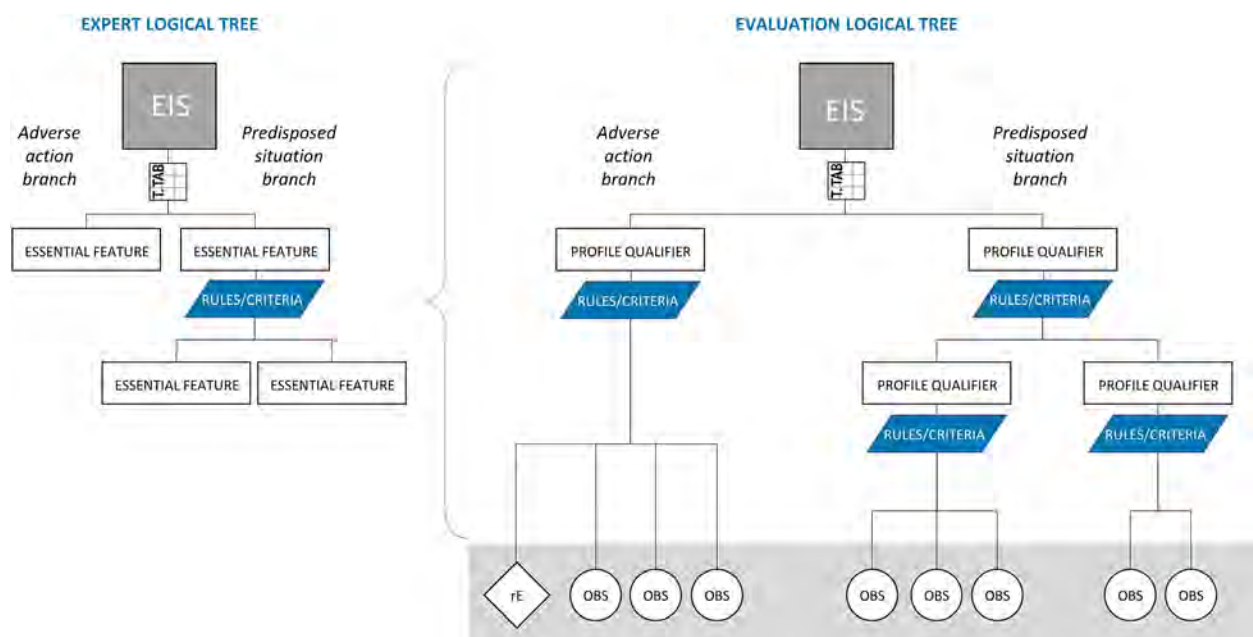 EXPERT LOGICAL TREE
EIS
Adverse
action
branch
Predisposed
situation
branch
T.TAB
ESSENTIAL FEATURE
ESSENTIAL FEATURE
RULES/CRITERIA
ESSENTIAL FEATURE
ESSENTIAL FEATURE
EVALUATION LOGICAL TREE
EIS
Adverse
action
branch
Predisposed
situation
branch
T.TAB
PROFILE QUALIFIER
PROFILE QUALIFIER
RULES/CRITERIA
RULES/CRITERIA
PROFILE QUALIFIER
PROFILE QUALIFIER
RULES/CRITERIA
RULES/CRITERIA
rE
OBS
OBS
OBS
OBS
OBS
OBS
OBS
OBS